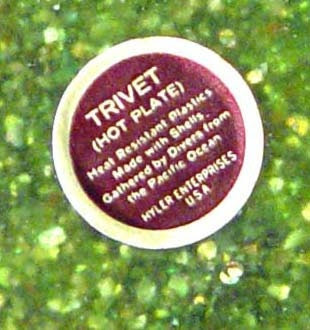 TRIVET
(HOT PLATE)
Heat Resistant Plastics
Made with Shells
Gathered by Divers from
the Pacific Ocean
HYLER ENTERPRISES
USA